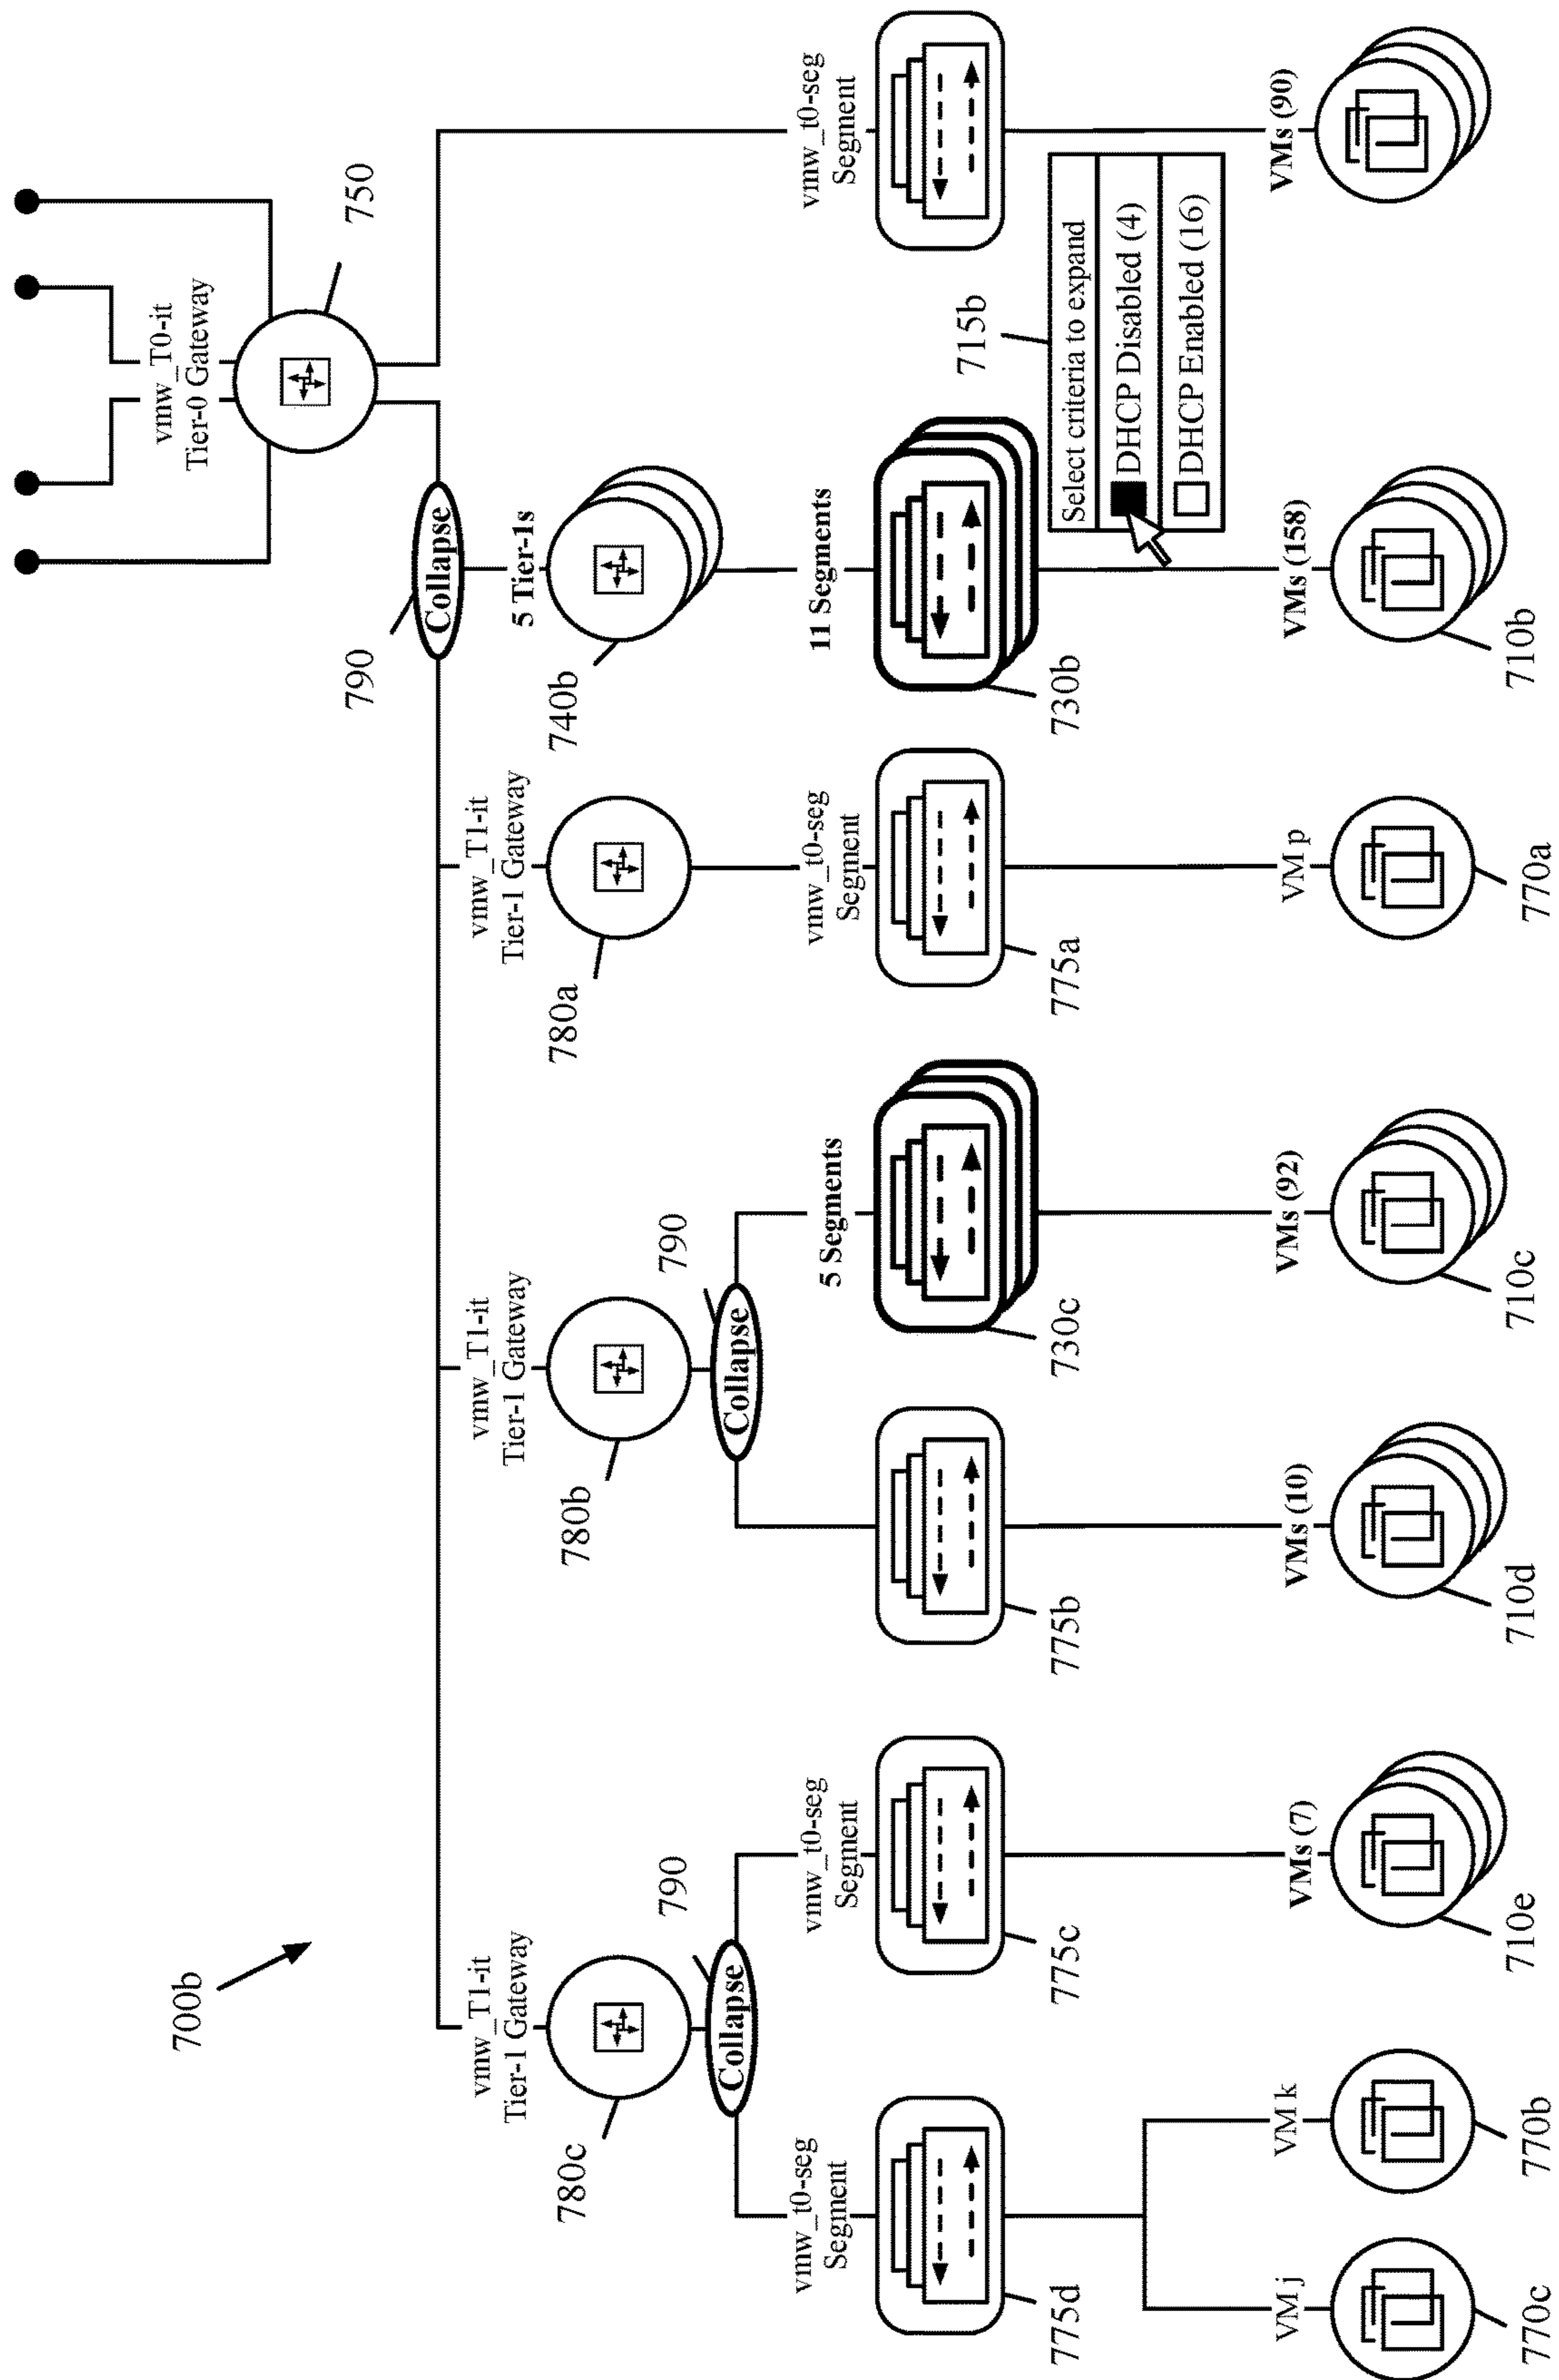 700b
vmw_T0-it
Tier-0 Gateway
750
790
Collapse
vmw_T1-it
Tier-1 Gateway
vmw_T1-it
Tier-1 Gateway
vmw_T1-it
Tier-1 Gateway
5 Tier-1s
780c
780b
780a
740b
790
790
Collapse
Collapse
vmw_t0-seg
Segment
vmw_t0-seg
Segment
5 Segments
vmw_t0-seg
Segment
11 Segments
vmw_t0-seg
Segment
775d
775c
775b
730c
775a
730b
715b
Select criteria to expand
DHCP Disabled (4)
DHCP Enabled (16)
VM j
VM k
VMs (7)
VMs (10)
VMs (92)
VM p
VMs (158)
VMs (90)
770c
770b
710e
710d
710c
770a
710b